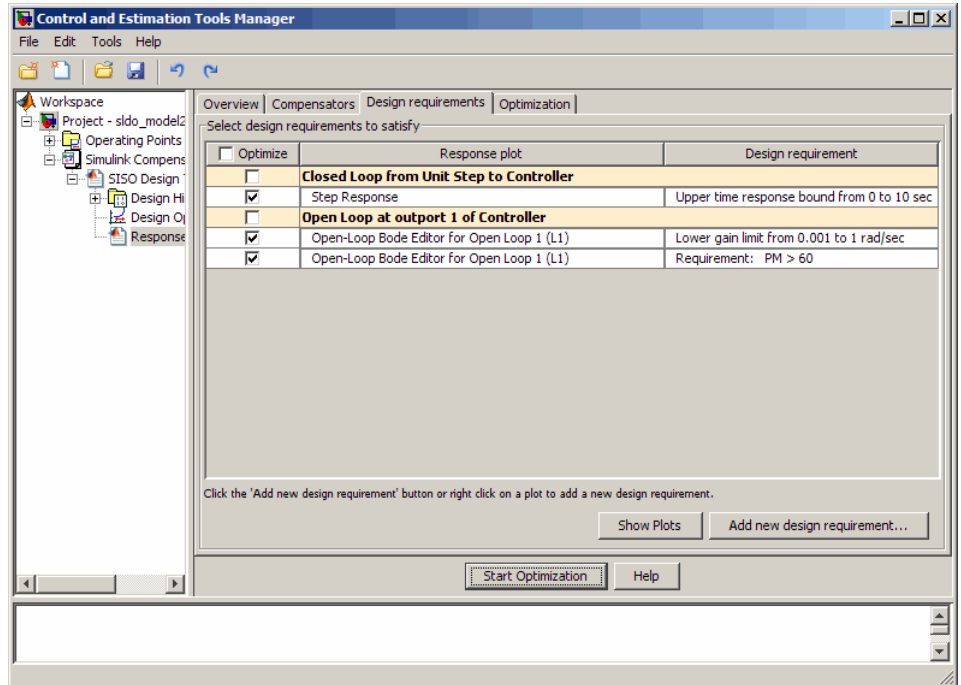 Control and Estimation Tools Manager
File Edit Tools Help
Workspace
Project - sldo_model2
Operating Points
Simulink Compens
SISO Design
Design Hi
Design Op
Response
Overview Compensators Design requirements Optimization
Select design requirements to satisfy
Optimize Response plot Design requirement
Closed Loop from Unit Step to Controller
Step Response Upper time response bound from 0 to 10 sec
Open Loop at outport 1 of Controller
Open-Loop Bode Editor for Open Loop 1 (L1) Lower gain limit from 0.001 to 1 rad/sec
Open-Loop Bode Editor for Open Loop 1 (L1) Requirement: PM > 60
Click the 'Add new design requirement' button or right click on a plot to add a new design requirement.
Show Plots Add new design requirement...
Start Optimization Help